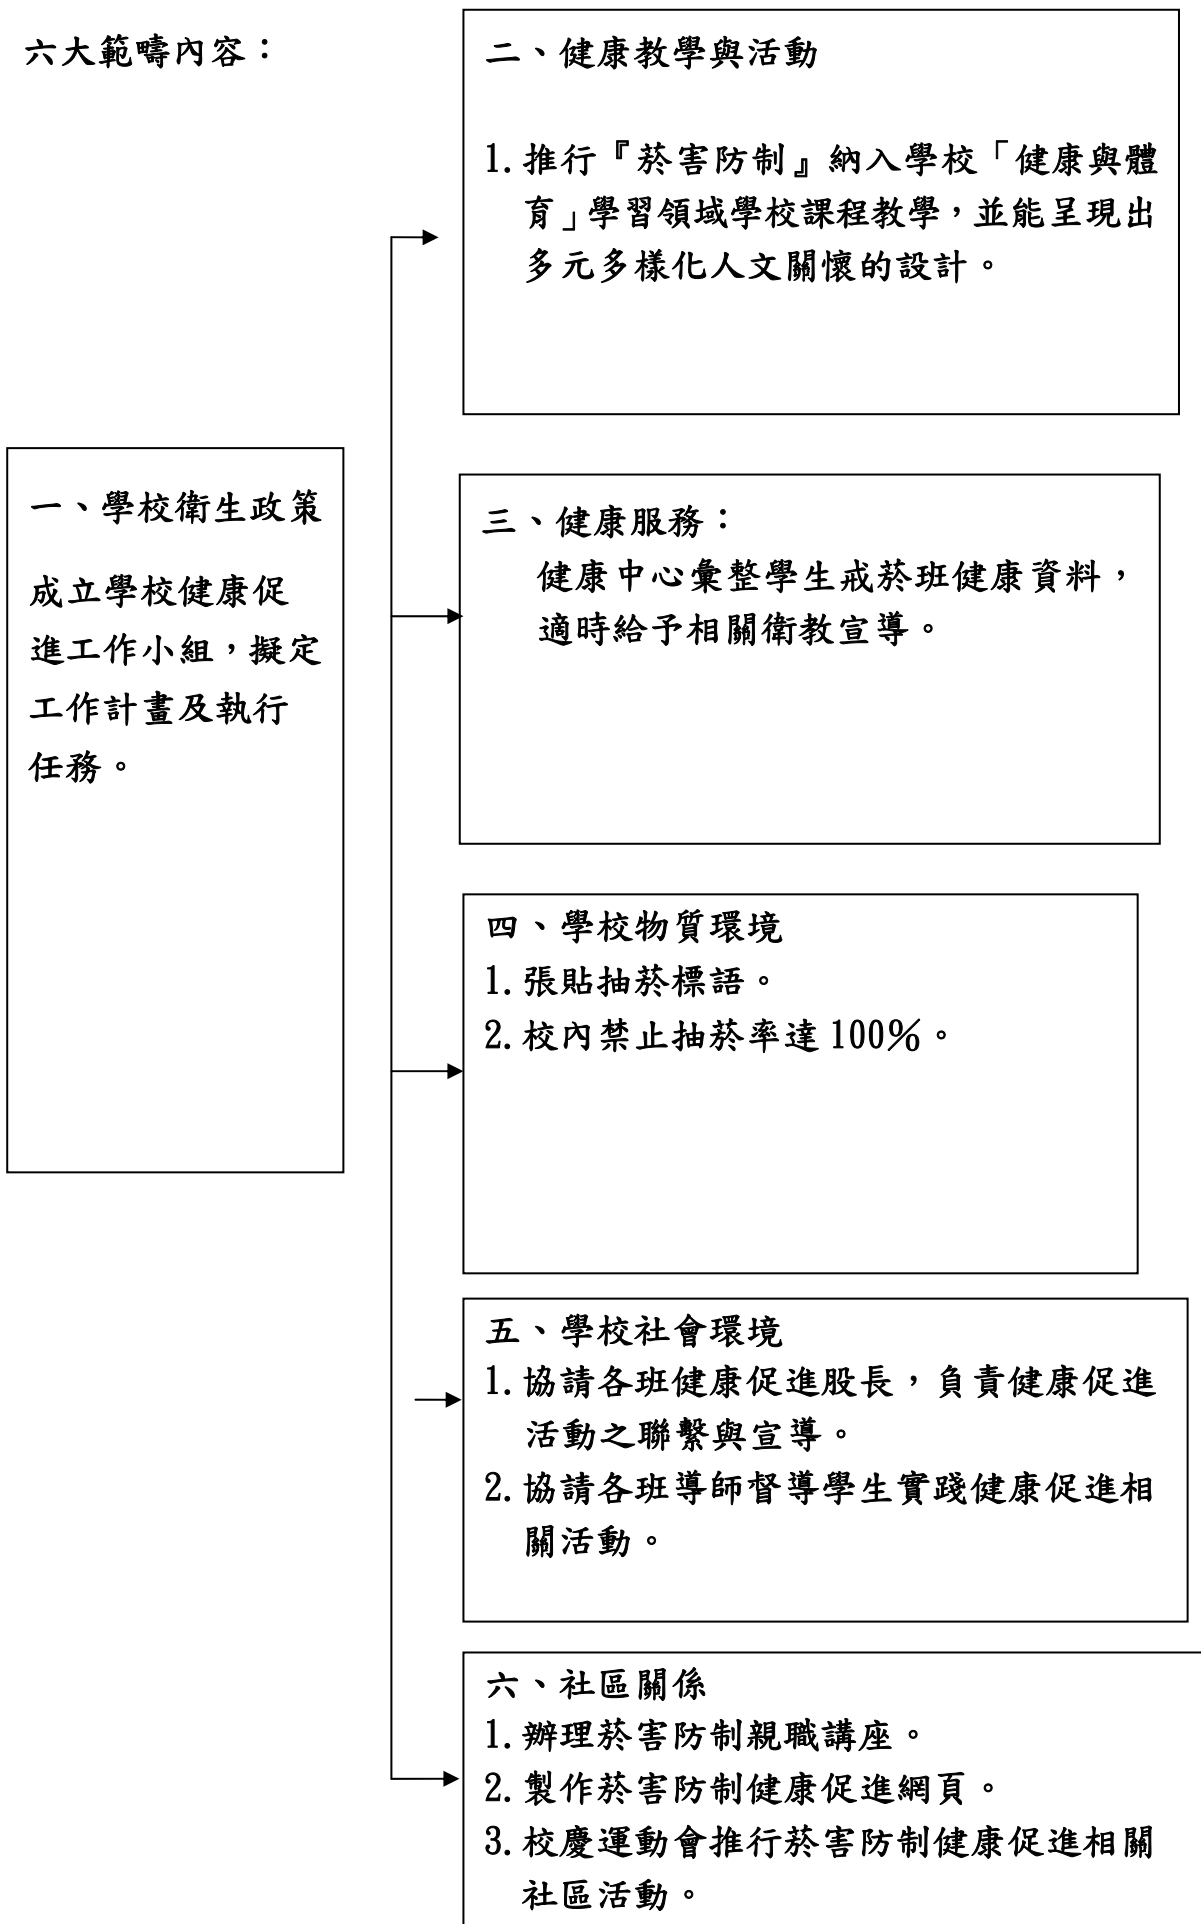 六大範疇內容：
一、學校衛生政策
成立學校健康促
進工作小組，擬定
工作計畫及執行
任務。
二、健康教學與活動
1.推行『菸害防制』納入學校「健康與體
育」學習領域學校課程教學，並能呈現出
多元多樣化人文關懷的設計。
三、健康服務：
健康中心彙整學生戒菸班健康資料，
適時給予相關衛教宣導。
四、學校物質環境
1.張貼抽菸標語。
2.校內禁止抽菸率達 100%。
五、學校社會環境
1.協請各班健康促進股長，負責健康促進
活動之聯繫與宣導。
2.協請各班導師督導學生實踐健康促進相
關活動。
六、社區關係
1.辦理菸害防制親職講座。
2.製作菸害防制健康促進網頁。
3.校慶運動會推行菸害防制健康促進相關
社區活動。